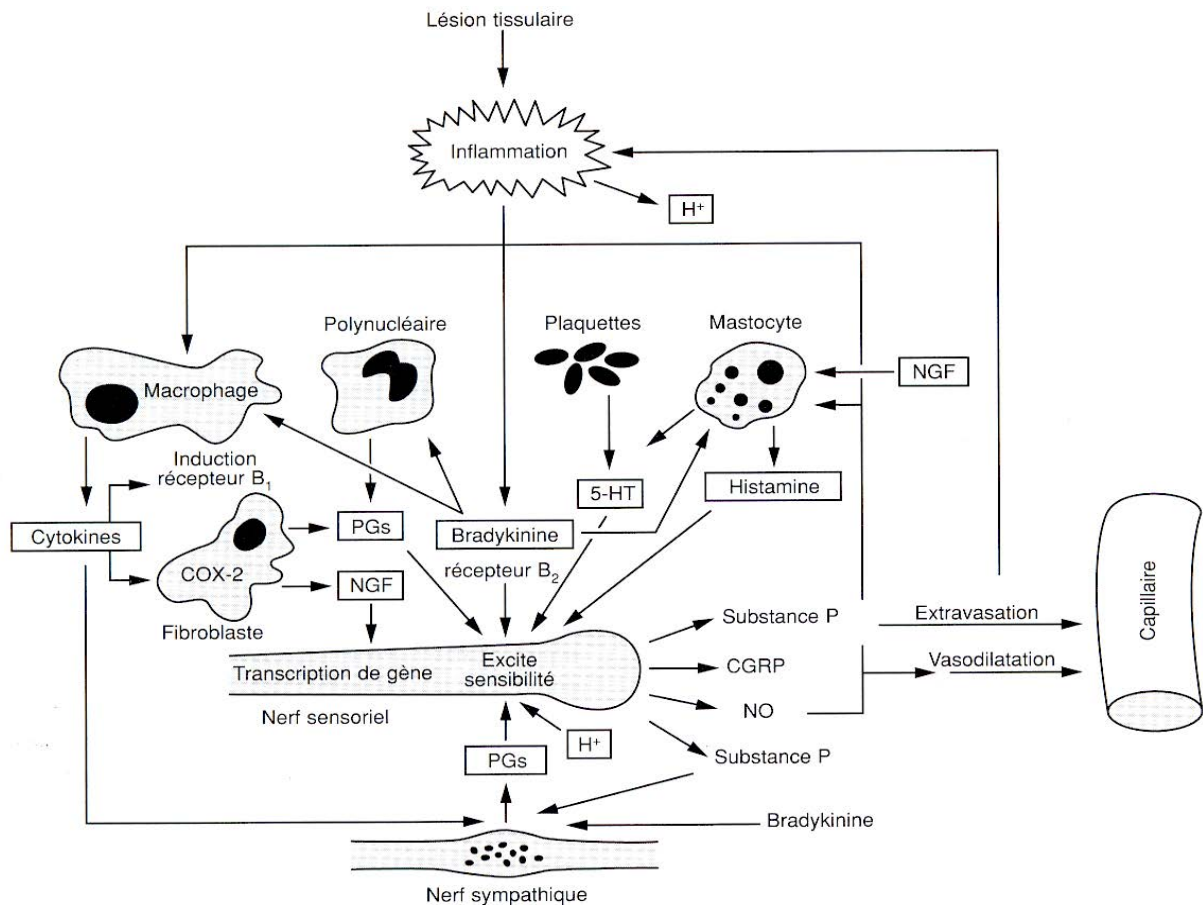 Lésion tissulaire
Inflammation
H⁺
Polynucléaire
Plaquettes
Mastocyte
NGF
Macrophage
Induction
récepteur B₁
5-HT
Histamine
Cytokines
PGs
Bradykinine
récepteur B₂
COX-2
NGF
Fibroblaste
Substance P
Extravasation
Capillaire
Transcription de gène
Excite
sensibilité
CGRP
Vasodilatation
Nerf sensoriel
NO
H⁺
PGs
Substance P
Bradykinine
Nerf sympathique